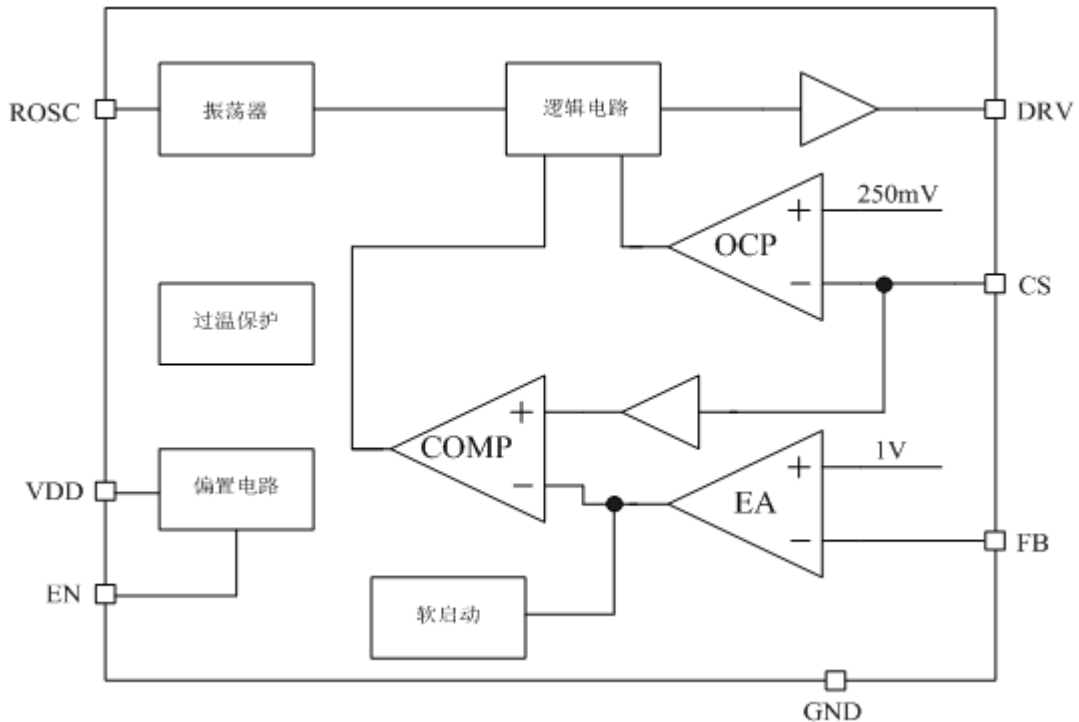 ROSC
振荡器
逻辑电路
DRV
250mV
+
OCP
−
CS
过温保护
+
COMP
−
1V
+
EA
−
FB
VDD
偏置电路
EN
软启动
GND